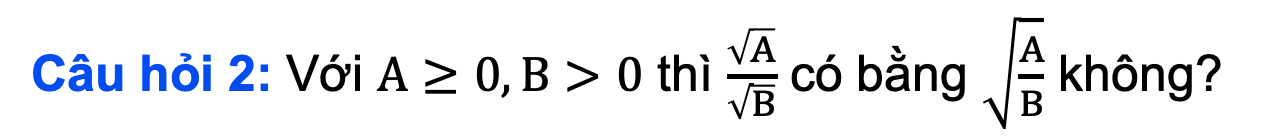 Câu hỏi 2: Với A ≥ 0, B > 0 thì √A/√B có bằng √(A/B) không?